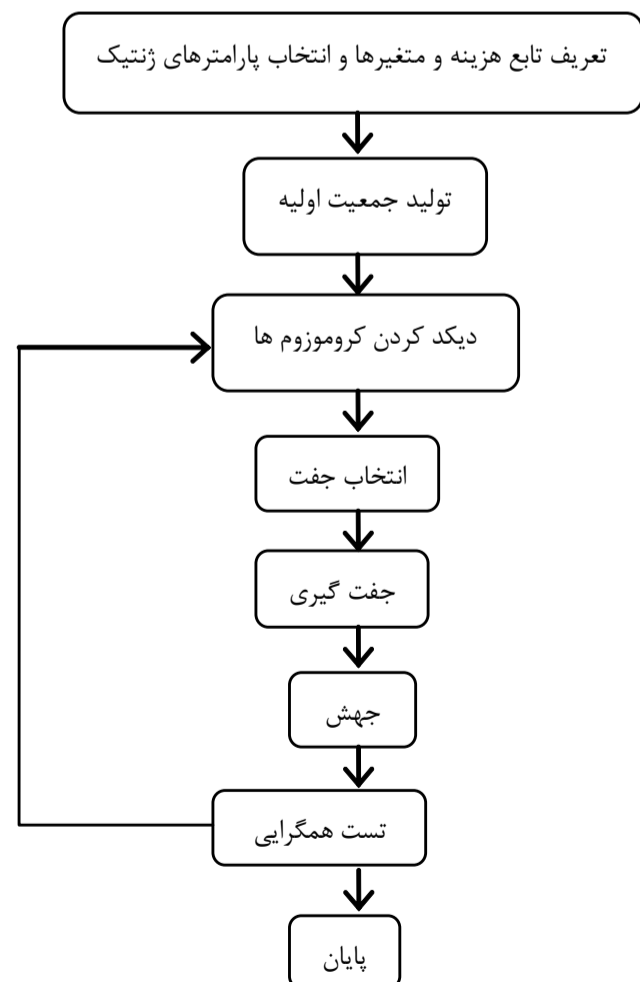 تعریف تابع هزینه و متغیرها و انتخاب پارامترهای ژنتیک
تولید جمعیت اولیه
دیکد کردن کروموزوم ها
انتخاب جفت
جفت گیری
جهش
تست همگرایی
پایان